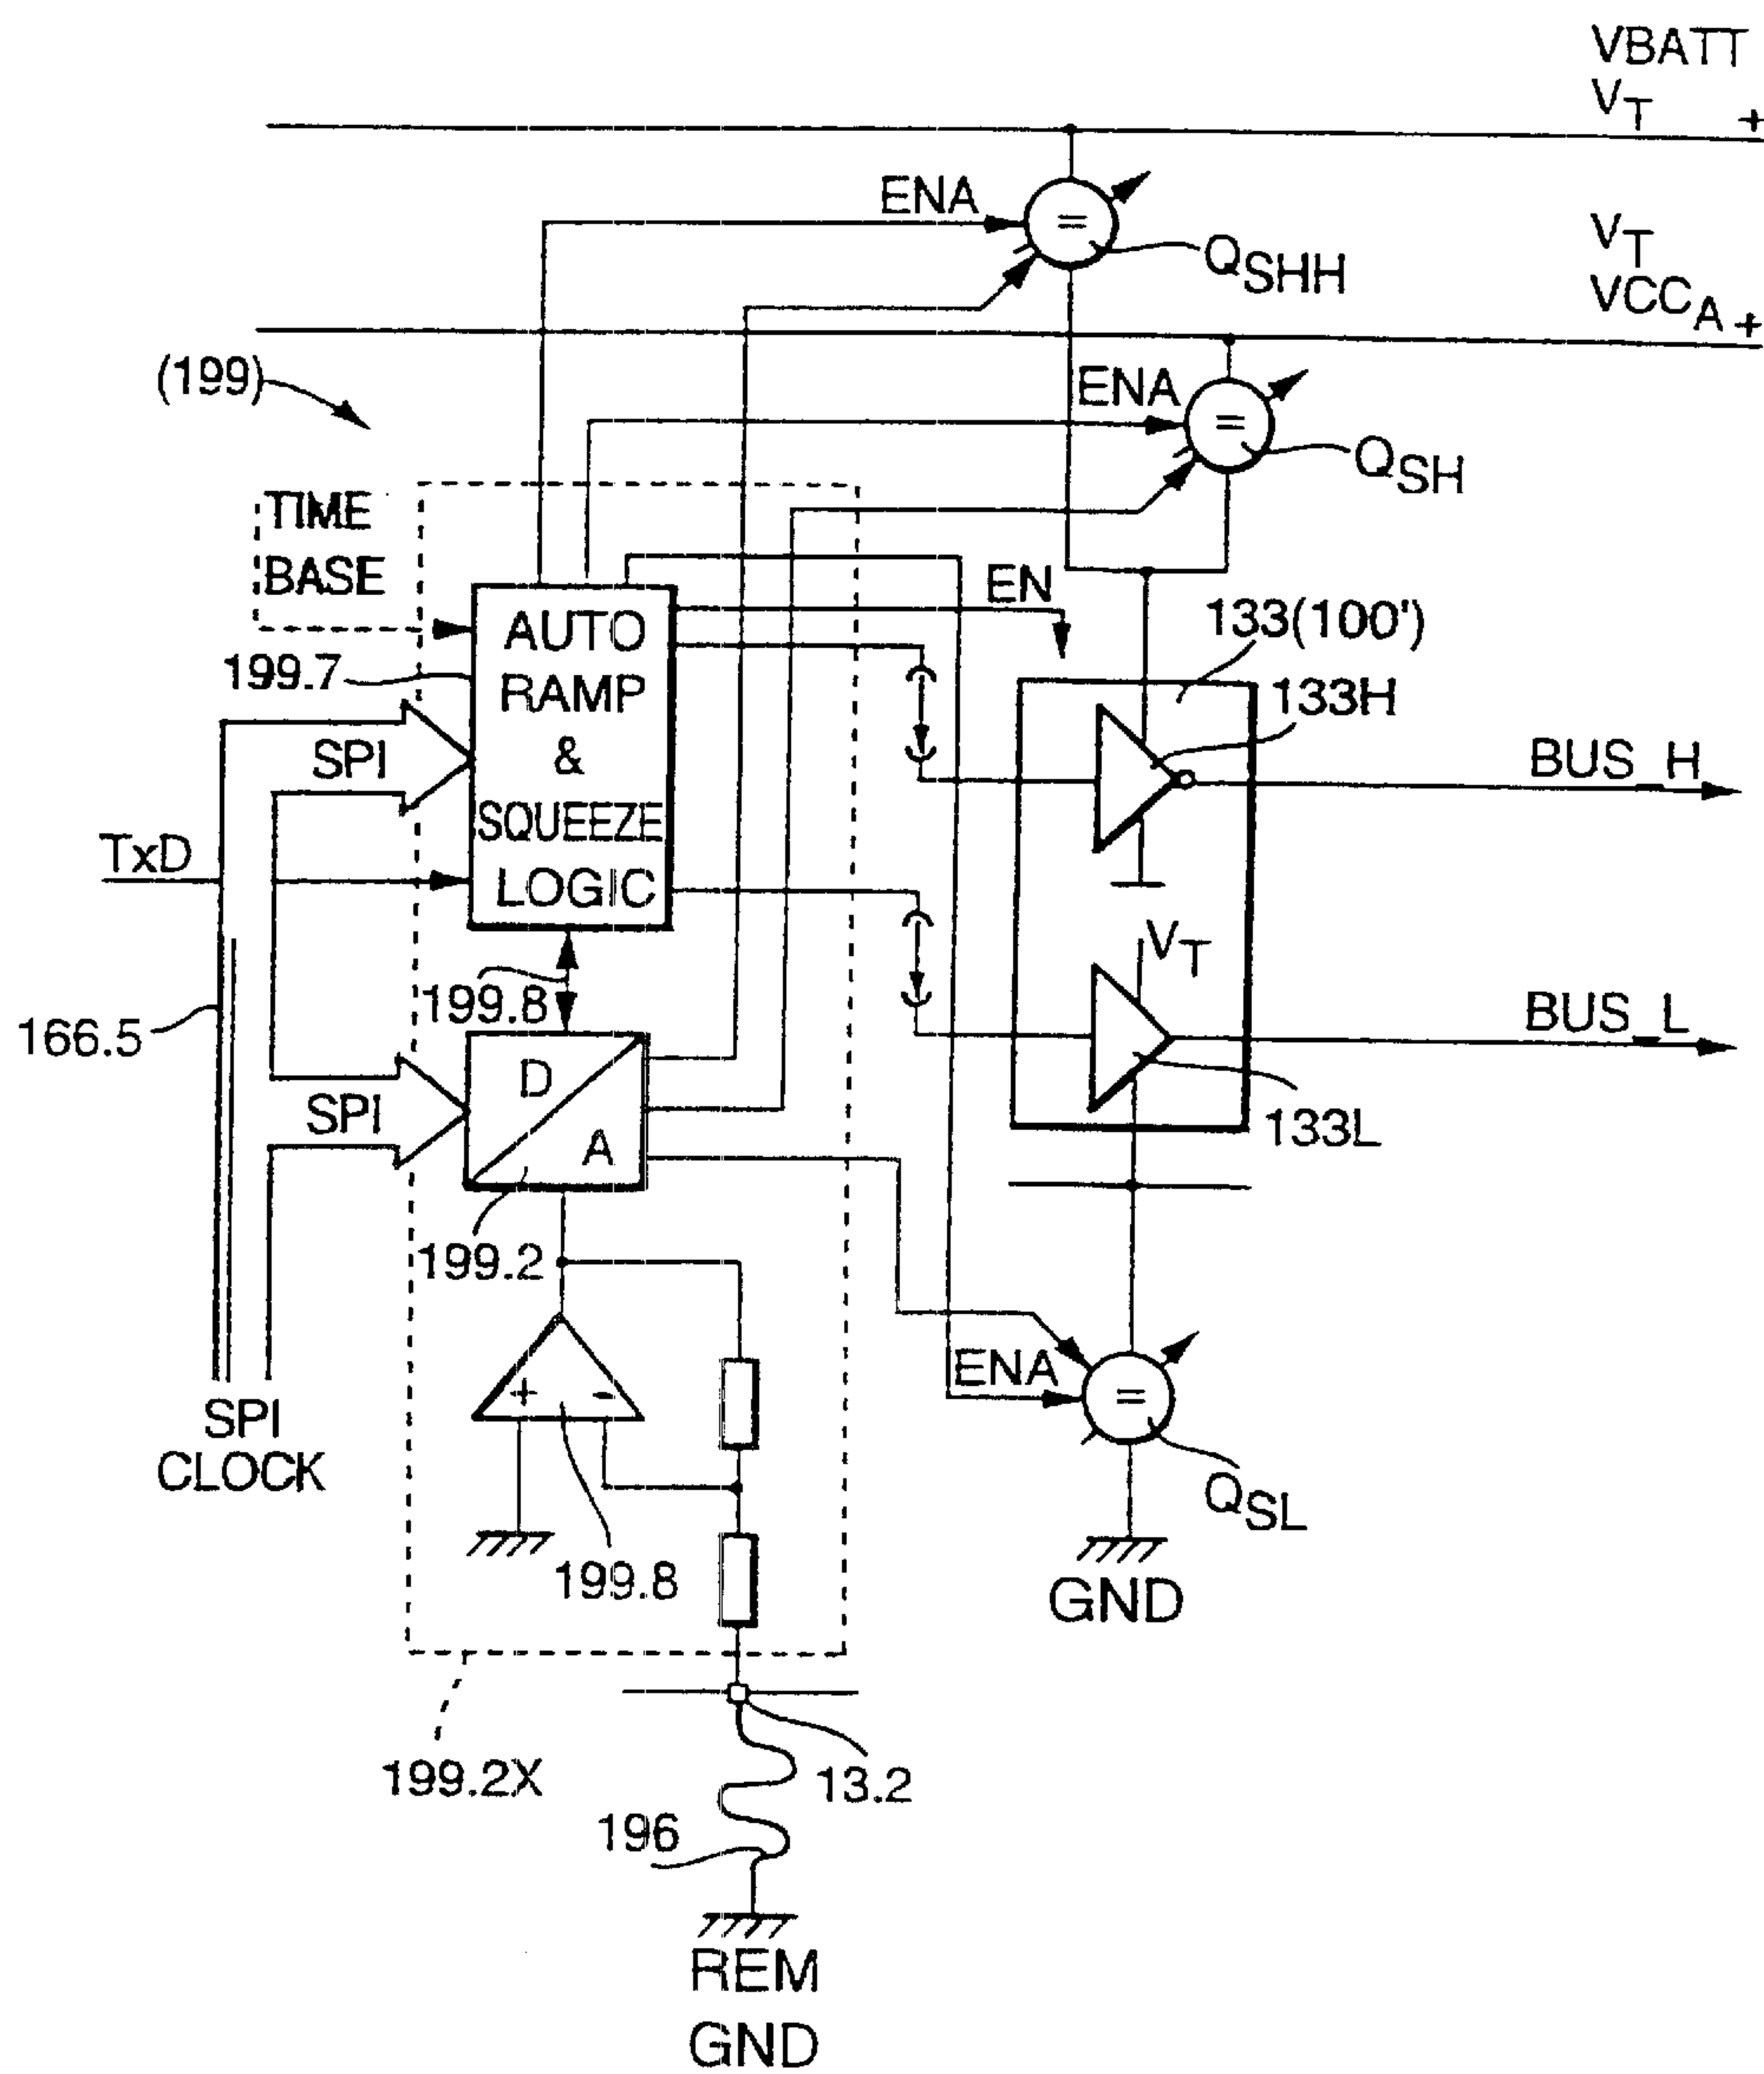 VBATT
VT +
ENA
QSHH
VT
VCCA +
(199)
ENA
QSH
TIME
BASE
EN
AUTO
RAMP
&
SQUEEZE
LOGIC
199.7
133(100')
133H
SPI
BUS_H
TxD
VT
199.8
166.5
BUS_L
D
A
SPI
133L
199.2
ENA
+ -
SPI
CLOCK
QSL
199.8
GND
199.2X
13.2
196
REM
GND